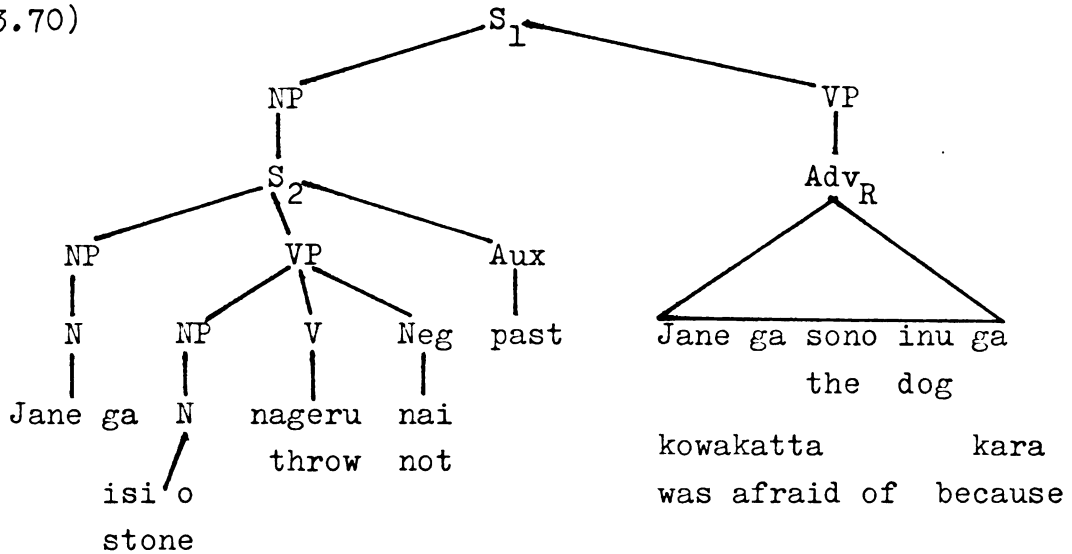 3.70)
S1
NP VP
S2 AdvR
NP VP Aux
N NP V Neg past Jane ga sono inu ga
the dog
Jane ga N nageru nai
kowakatta kara
throw not
isi o was afraid of because
stone